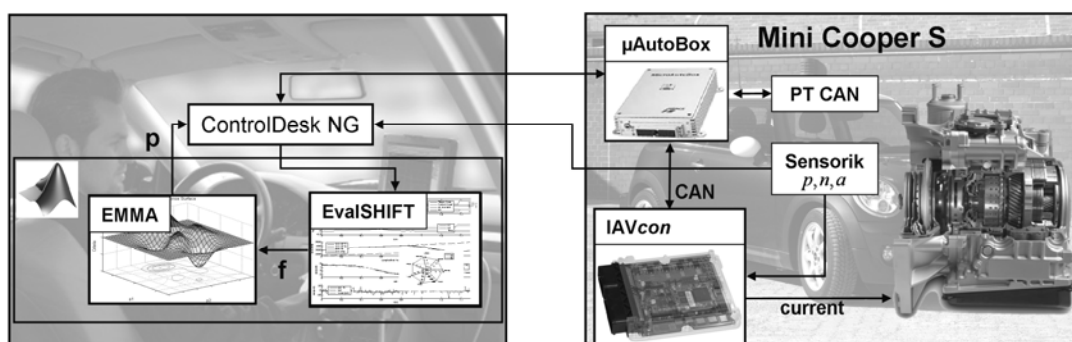 µAutoBox
Mini Cooper S
ControlDesk NG
PT CAN
p
Sensorik
p, n, a
CAN
EMMA
EvalSHIFT
f
IAVcon
current